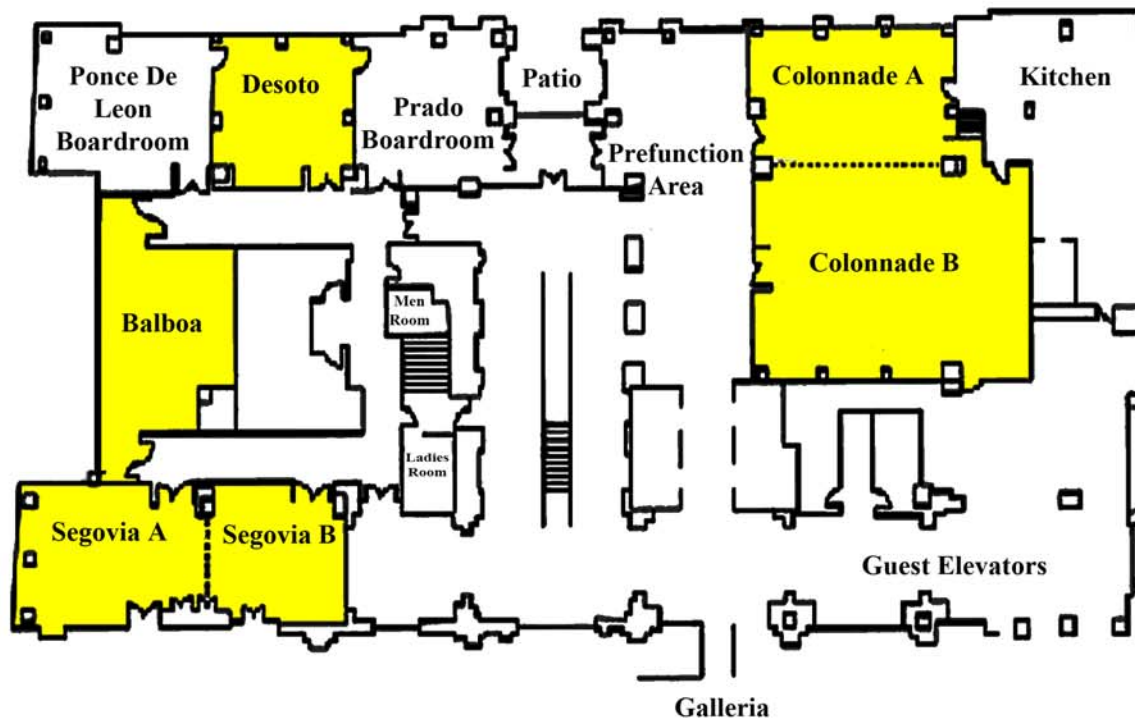 Ponce De
Leon
Boardroom
Desoto
Prado
Boardroom
Patio
Prefunction
Area
Colonnade A
Kitchen
Colonnade B
Balboa
Men
Room
Ladies
Room
Segovia A
Segovia B
Guest Elevators
Galleria